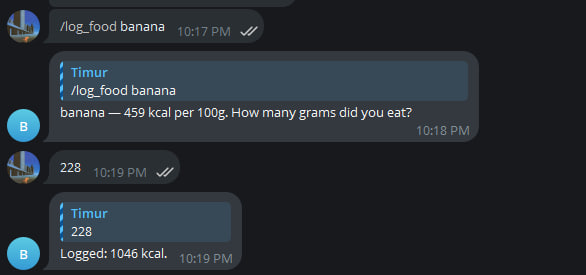 /log_food banana 10:17 PM
Timur
/log_food banana
B
banana — 459 kcal per 100g. How many grams did you eat?
10:18 PM
228 10:19 PM
Timur
228
B
Logged: 1046 kcal. 10:19 PM